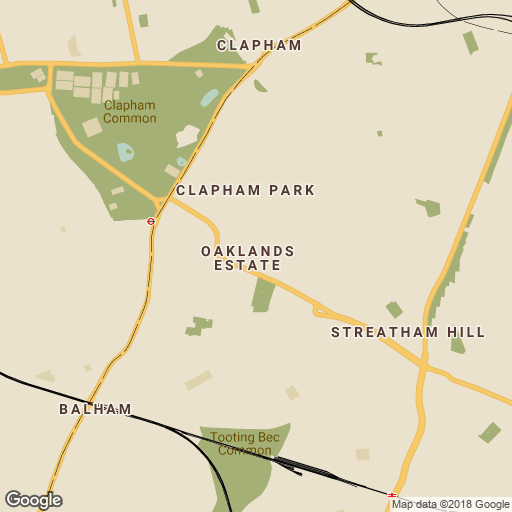 CLAPHAM
Clapham
Common
CLAPHAM PARK
OAKLANDS
ESTATE
STREATHAM HILL
BALHAM
Tooting Bec
Common
Google
Map data ©2018 Google